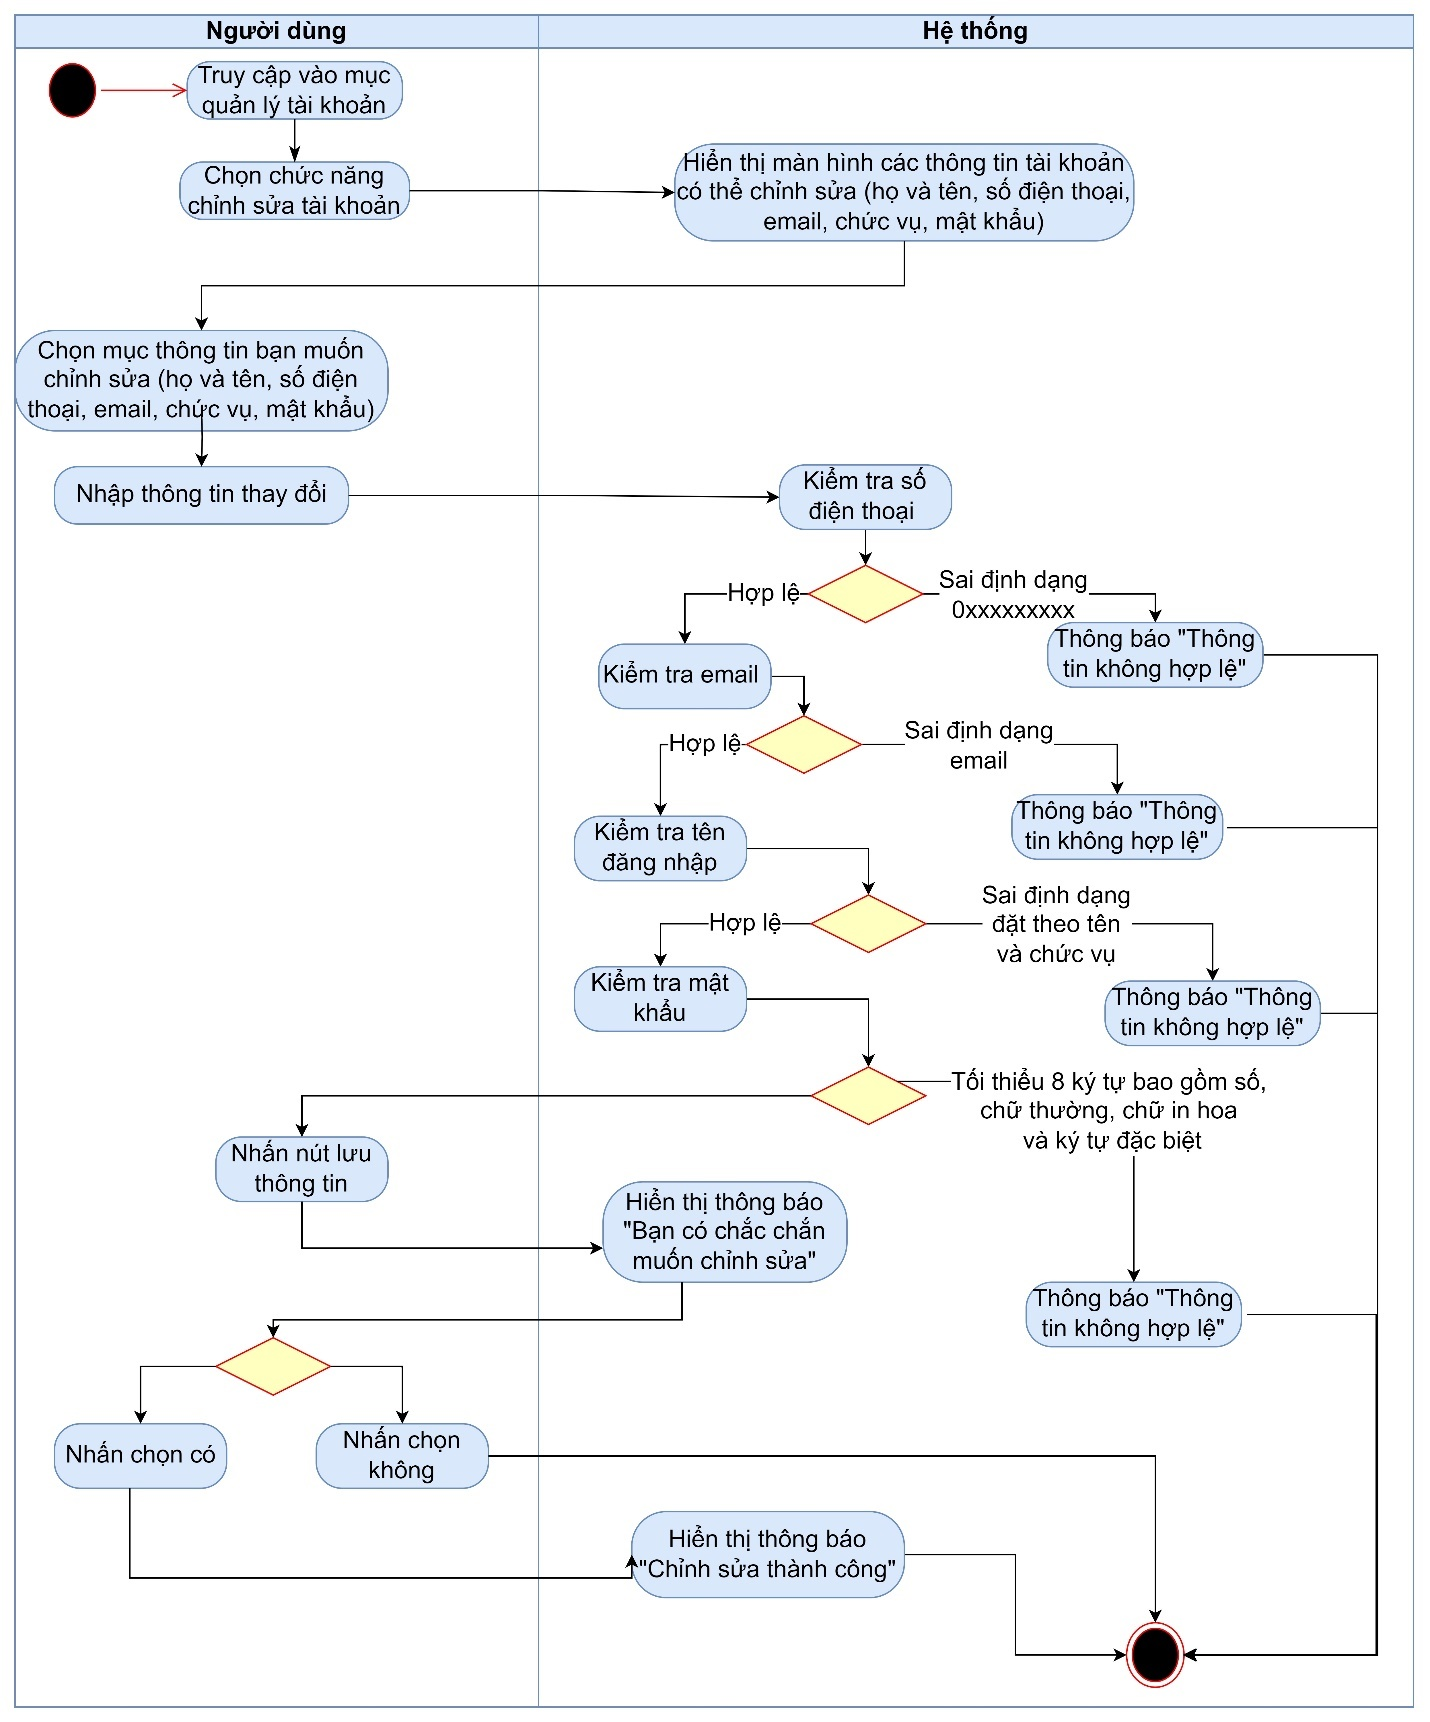 Người dùng
Hệ thống
Truy cập vào mục
quản lý tài khoản
Chọn chức năng
chỉnh sửa tài khoản
Hiển thị màn hình các thông tin tài khoản
có thể chỉnh sửa (họ và tên, số điện thoại,
email, chức vụ, mật khẩu)
Chọn mục thông tin bạn muốn
chỉnh sửa (họ và tên, số điện
thoại, email, chức vụ, mật khẩu)
Nhập thông tin thay đổi
Kiểm tra số
điện thoại
Hợp lệ
Sai định dạng
0xxxxxxxxx
Thông báo "Thông
tin không hợp lệ"
Kiểm tra email
Hợp lệ
Sai định dạng
email
Thông báo "Thông
tin không hợp lệ"
Kiểm tra tên
đăng nhập
Hợp lệ
Sai định dạng
đặt theo tên
và chức vụ
Thông báo "Thông
tin không hợp lệ"
Kiểm tra mật
khẩu
Tối thiểu 8 ký tự bao gồm số,
chữ thường, chữ in hoa
và ký tự đặc biệt
Nhấn nút lưu
thông tin
Hiển thị thông báo
"Bạn có chắc chắn
muốn chỉnh sửa"
Thông báo "Thông
tin không hợp lệ"
Nhấn chọn có
Nhấn chọn
không
Hiển thị thông báo
"Chỉnh sửa thành công"